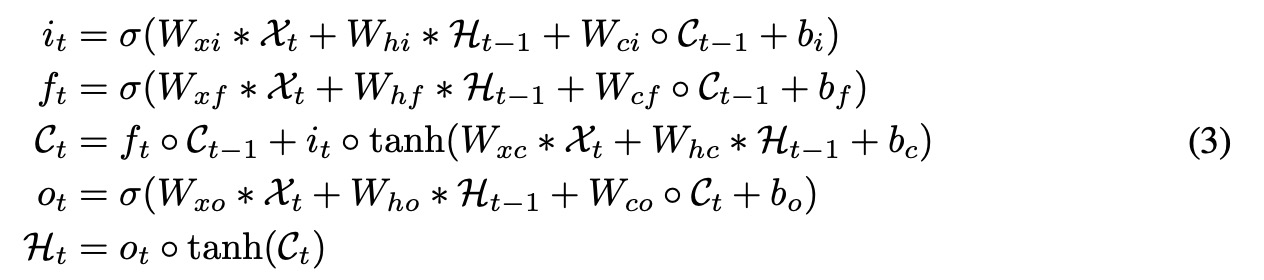 i_t = σ(W_{xi} * 𝒳_t + W_{hi} * ℋ_{t−1} + W_{ci} ∘ 𝒞_{t−1} + b_i)
f_t = σ(W_{xf} * 𝒳_t + W_{hf} * ℋ_{t−1} + W_{cf} ∘ 𝒞_{t−1} + b_f)
𝒞_t = f_t ∘ 𝒞_{t−1} + i_t ∘ tanh(W_{xc} * 𝒳_t + W_{hc} * ℋ_{t−1} + b_c) (3)
o_t = σ(W_{xo} * 𝒳_t + W_{ho} * ℋ_{t−1} + W_{co} ∘ 𝒞_t + b_o)
ℋ_t = o_t ∘ tanh(𝒞_t)